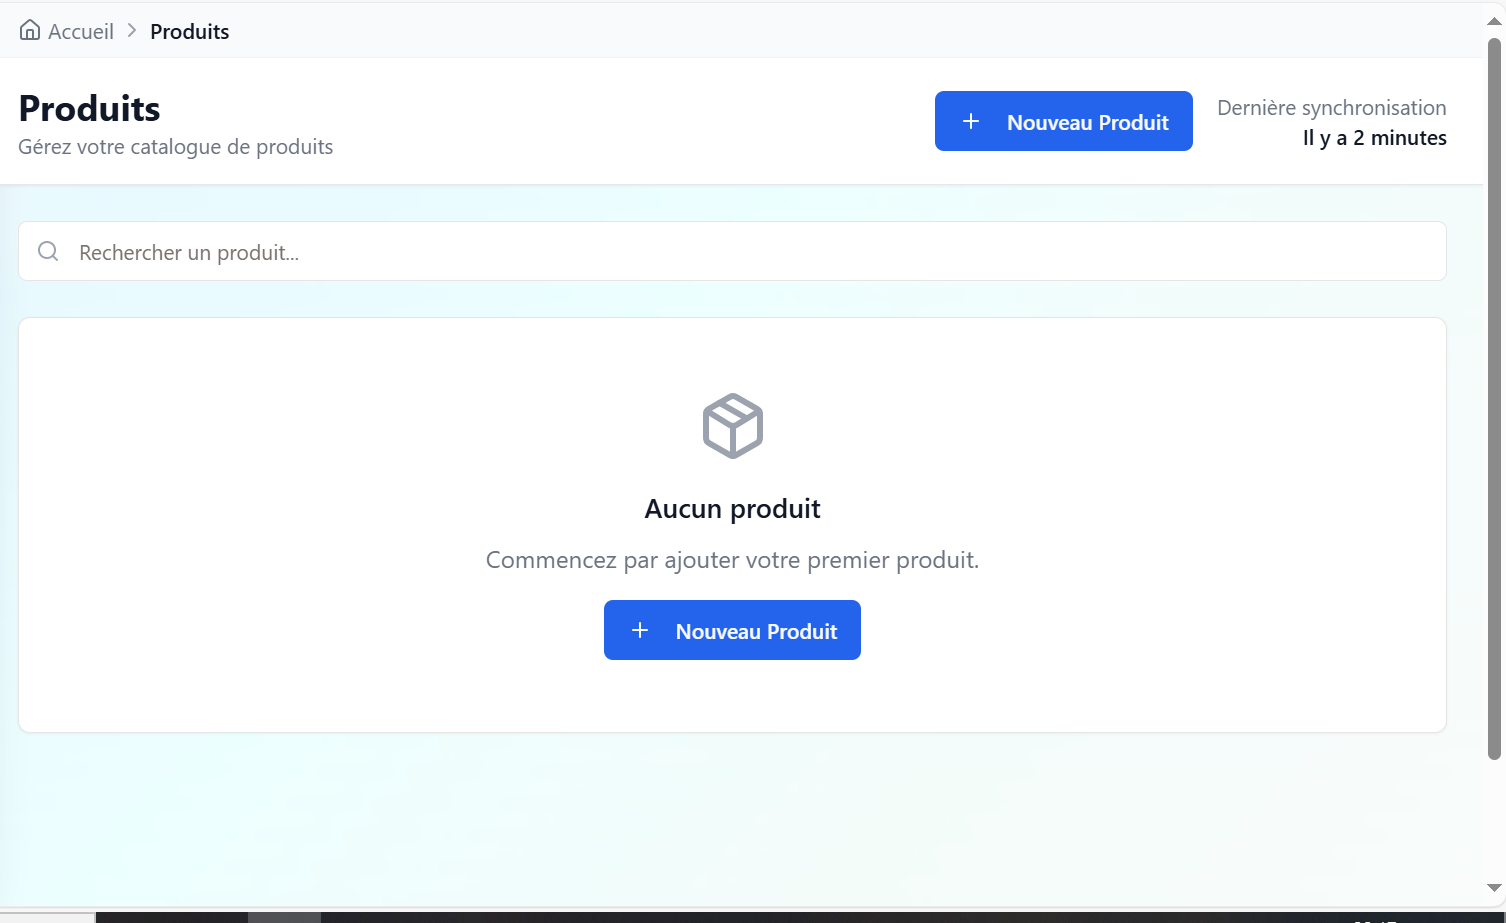 Accueil > Produits
Produits
Gérez votre catalogue de produits
+ Nouveau Produit
Dernière synchronisation
Il y a 2 minutes
Rechercher un produit...
Aucun produit
Commencez par ajouter votre premier produit.
+ Nouveau Produit